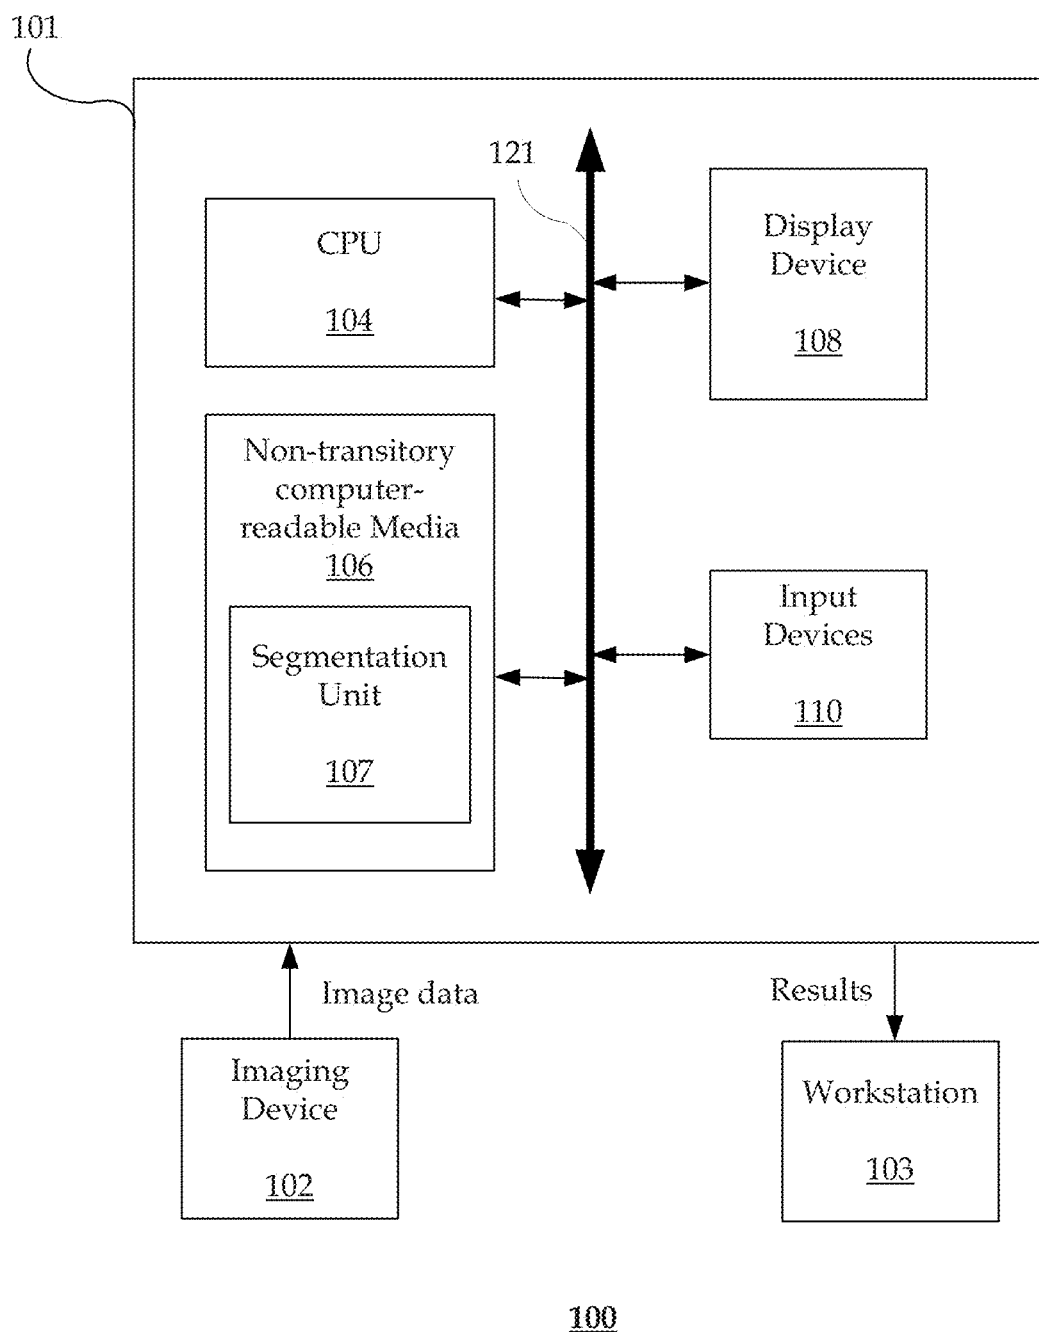 101
121
CPU
104
Display
Device
108
Non-transitory
computer-
readable Media
106
Segmentation
Unit
107
Input
Devices
110
Image data
Results
Imaging
Device
102
Workstation
103
100